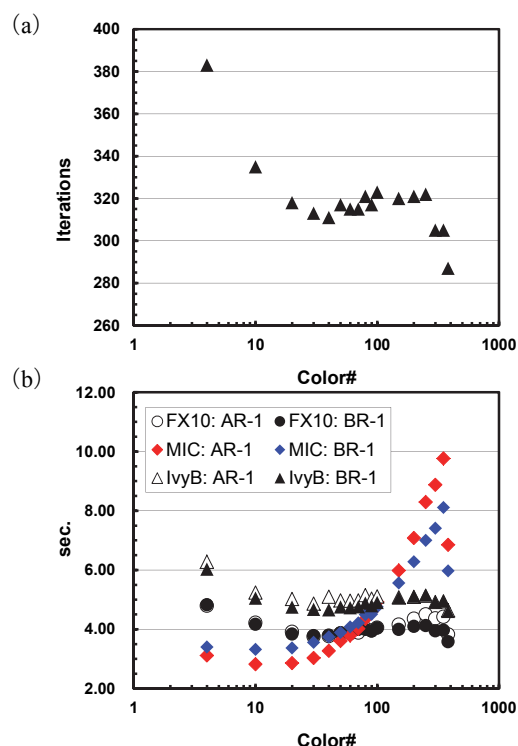 (a)
400
380
360
340
320
300
280
260
Iterations
1 10 100 1000
Color#
(b)
12.00
10.00
8.00
6.00
4.00
2.00
sec.
FX10: AR-1 FX10: BR-1
MIC: AR-1 MIC: BR-1
IvyB: AR-1 IvyB: BR-1
1 10 100 1000
Color#